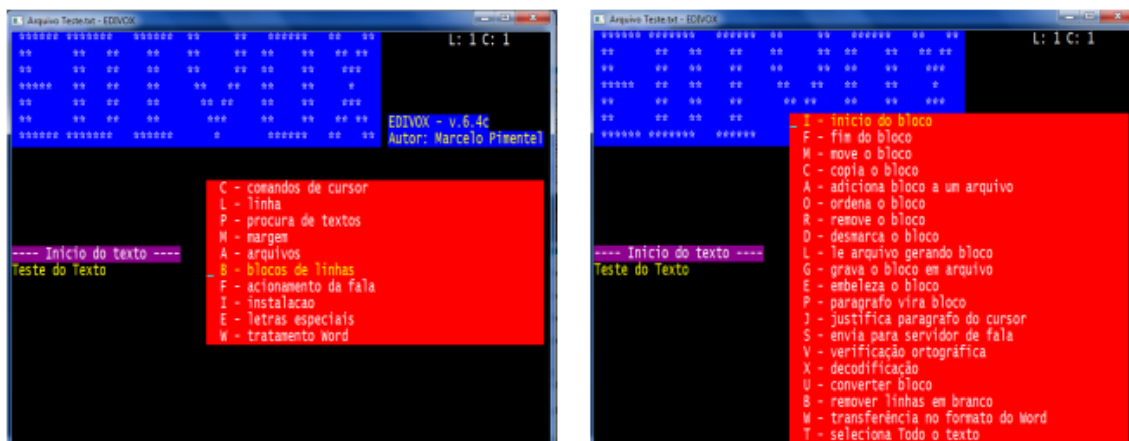 Arquivo Teste.txt - EDIVOX
L: 1 C: 1
EDIVOX
EDIVOX - v.6.4c
Autor: Marcelo Pimentel
C - comandos de cursor
L - linha
P - procura de textos
M - margem
A - arquivos
B - blocos de linhas
F - acionamento da fala
I - instalacao
E - letras especiais
W - tratamento Word
---- Inicio do texto ----
Teste do Texto
Arquivo Teste.txt - EDIVOX
L: 1 C: 1
EDIVOX
I - inicio do bloco
F - fim do bloco
M - move o bloco
C - copia o bloco
A - adiciona bloco a um arquivo
O - ordena o bloco
R - remove o bloco
D - desmarca o bloco
L - le arquivo gerando bloco
G - grava o bloco em arquivo
E - embeleza o bloco
P - paragrafo vira bloco
J - justifica paragrafo do cursor
S - envia para servidor de fala
V - verificação ortográfica
X - decodificação
U - converter bloco
B - remover linhas em branco
W - transferência no formato do Word
T - seleciona Todo o texto
---- Inicio do texto ----
Teste do Texto